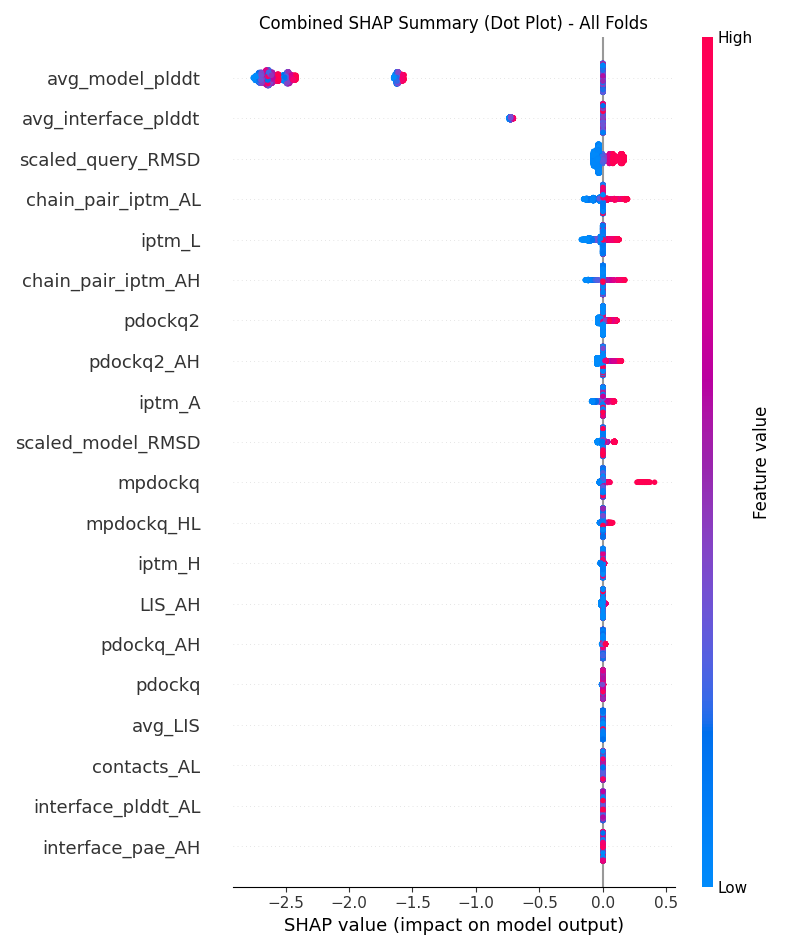 Combined SHAP Summary (Dot Plot) - All Folds
High
avg_model_plddt
avg_interface_plddt
scaled_query_RMSD
chain_pair_iptm_AL
iptm_L
chain_pair_iptm_AH
pdockq2
pdockq2_AH
iptm_A
scaled_model_RMSD
mpdockq
mpdockq_HL
iptm_H
LIS_AH
pdockq_AH
pdockq
avg_LIS
contacts_AL
interface_plddt_AL
interface_pae_AH
Feature value
Low
−2.5 −2.0 −1.5 −1.0 −0.5 0.0 0.5
SHAP value (impact on model output)